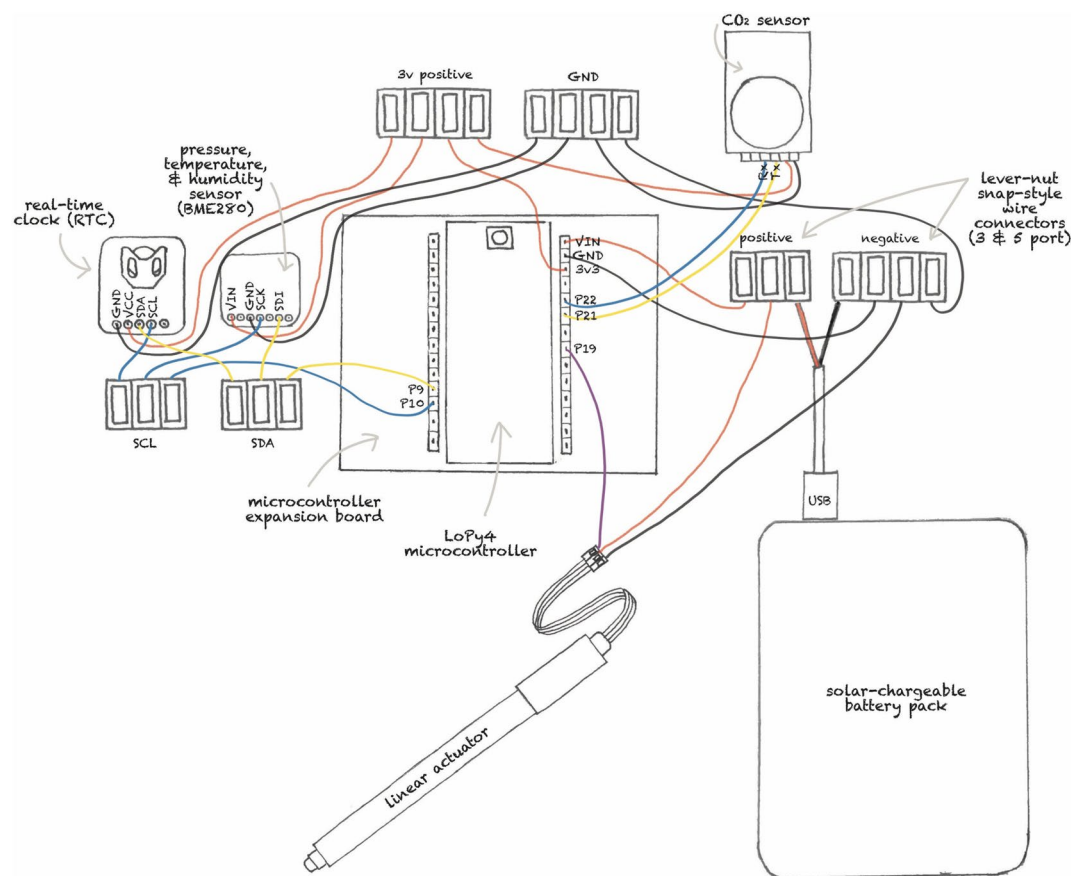 CO₂ sensor
3v positive
GND
pressure,
temperature,
& humidity
sensor
(BME280)
lever-nut
snap-style
wire
connectors
(3 & 5 port)
real-time
clock (RTC)
positive
negative
VIN
GND
3v3
P22
P21
P19
Rx
Tx
GND
VCC
SDA
SCL
VIN
GND
SCK
SDI
P9
P10
SCL
SDA
microcontroller
expansion board
LoPy4
microcontroller
USB
solar-chargeable
battery pack
linear actuator